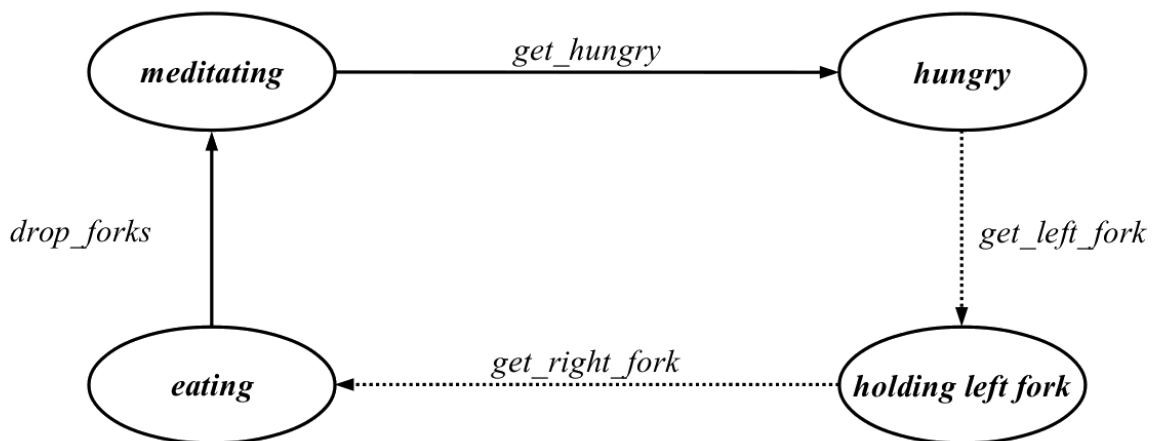 meditating
get_hungry
hungry
drop_forks
get_left_fork
eating
get_right_fork
holding left fork